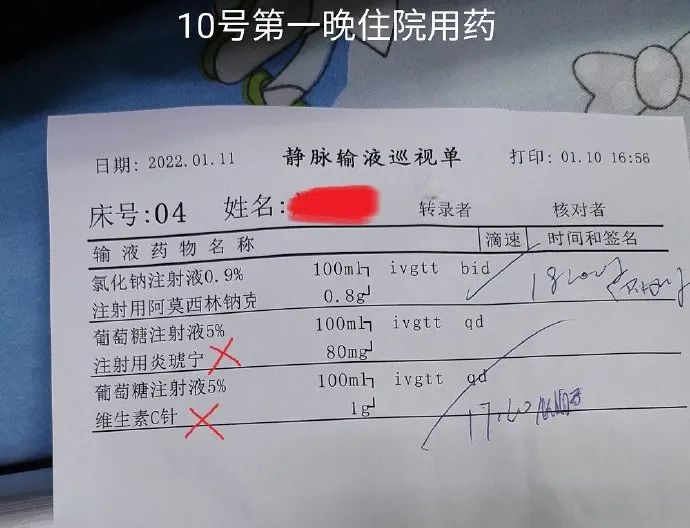 10号第一晚住院用药
日期: 2022.01.11 静脉输液巡视单 打印: 01.10 16:56
床号:04 姓名: 转录者 核对者
输液药物名称 滴速 时间和签名
氯化钠注射液0.9% 100ml ivgtt bid
注射用阿莫西林钠克 0.8g
葡萄糖注射液5% 100ml ivgtt qd
注射用炎琥宁 80mg
葡萄糖注射液5% 100ml ivgtt qd
维生素C针 1g